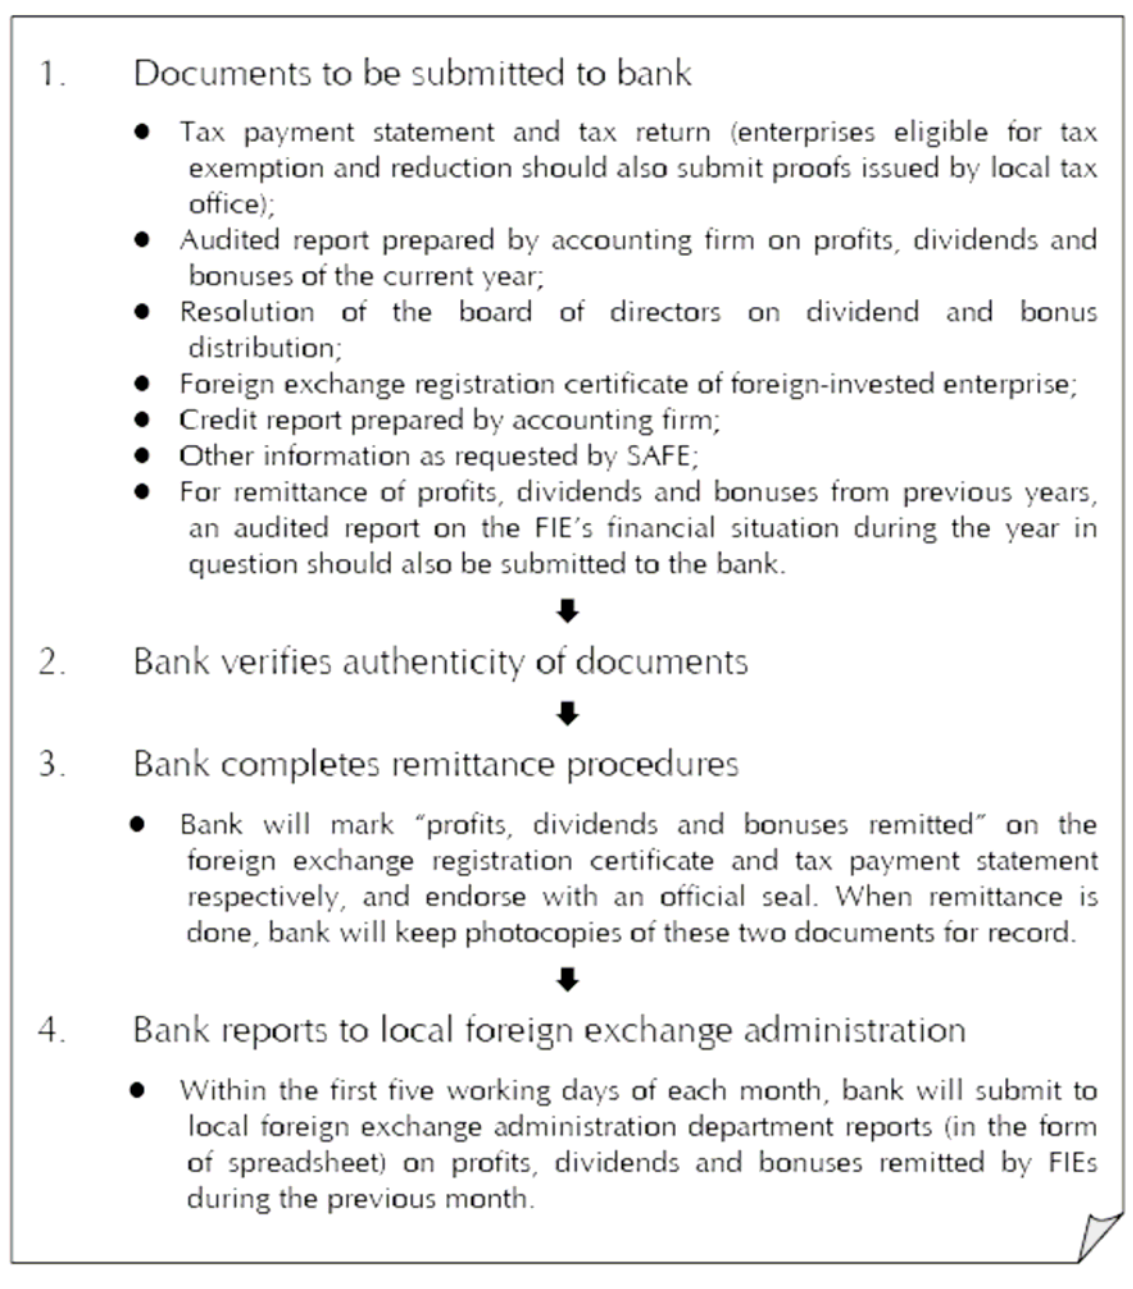 1. Documents to be submitted to bank
● Tax payment statement and tax return (enterprises eligible for tax
exemption and reduction should also submit proofs issued by local tax
office);
● Audited report prepared by accounting firm on profits, dividends and
bonuses of the current year;
● Resolution of the board of directors on dividend and bonus
distribution;
● Foreign exchange registration certificate of foreign-invested enterprise;
● Credit report prepared by accounting firm;
● Other information as requested by SAFE;
● For remittance of profits, dividends and bonuses from previous years,
an audited report on the FIE's financial situation during the year in
question should also be submitted to the bank.
2. Bank verifies authenticity of documents
3. Bank completes remittance procedures
● Bank will mark “profits, dividends and bonuses remitted” on the
foreign exchange registration certificate and tax payment statement
respectively, and endorse with an official seal. When remittance is
done, bank will keep photocopies of these two documents for record.
4. Bank reports to local foreign exchange administration
● Within the first five working days of each month, bank will submit to
local foreign exchange administration department reports (in the form
of spreadsheet) on profits, dividends and bonuses remitted by FIEs
during the previous month.